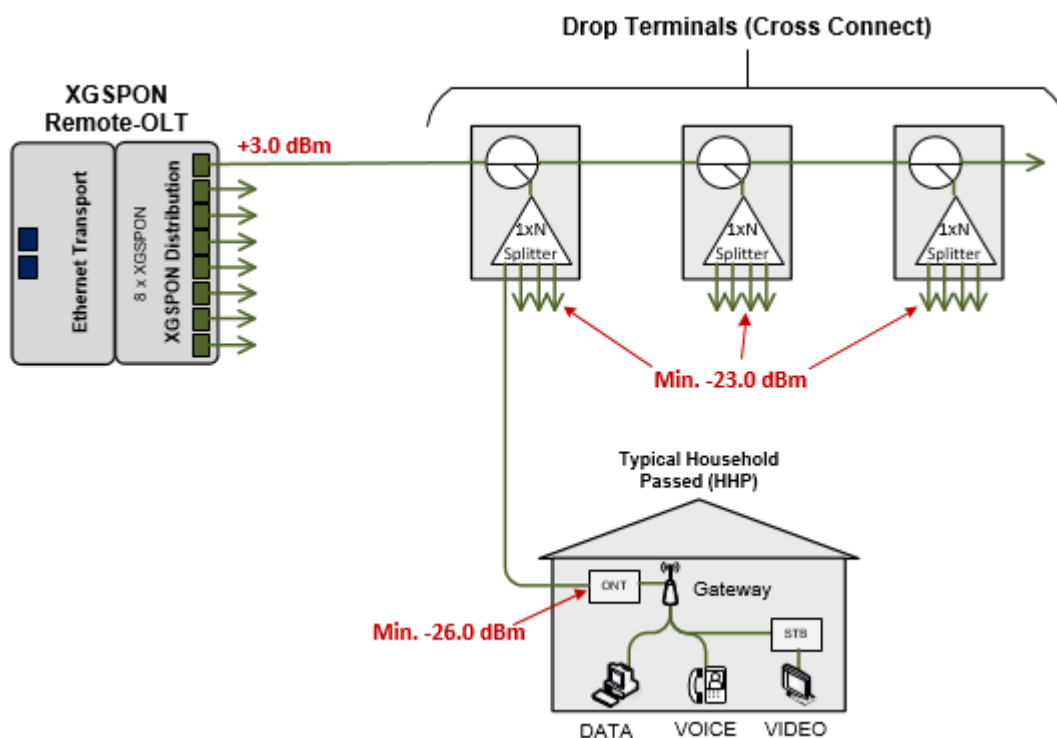 Drop Terminals (Cross Connect)
XGSPON
Remote-OLT
+3.0 dBm
Ethernet Transport
8 x XGSPON
XGSPON Distribution
1xN
Splitter
1xN
Splitter
1xN
Splitter
Min. -23.0 dBm
Typical Household
Passed (HHP)
ONT
Gateway
Min. -26.0 dBm
STB
DATA
VOICE
VIDEO